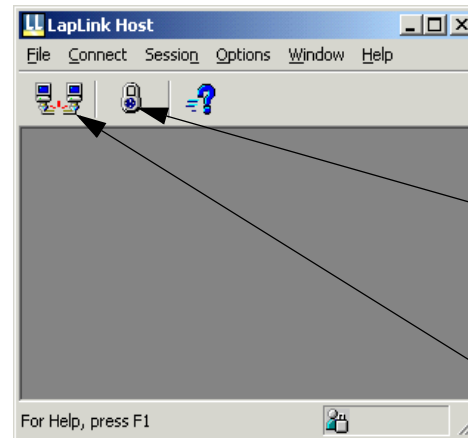 LapLink Host
File Connect Session Options Window Help
For Help, press F1